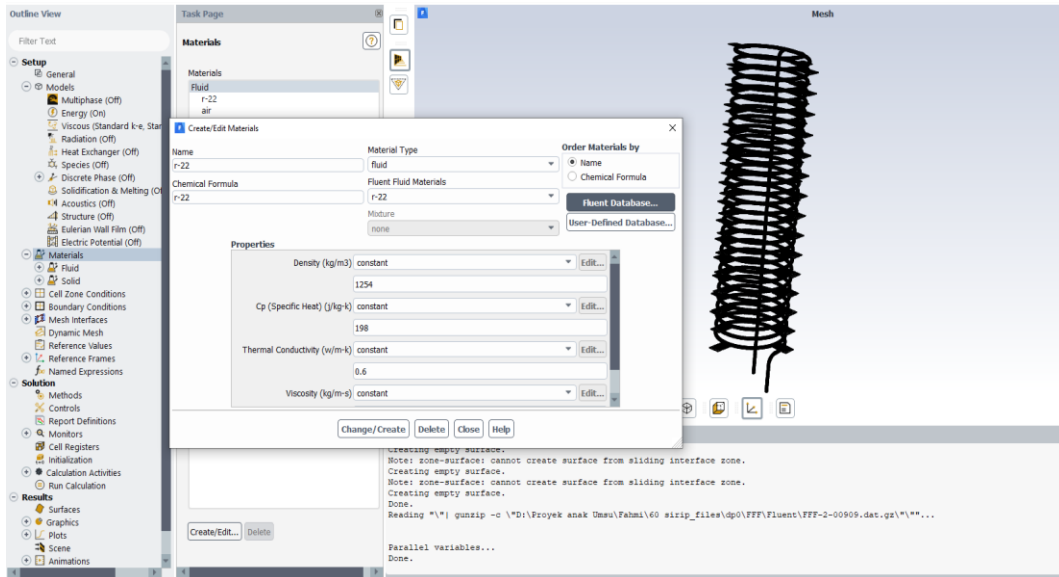 Outline View
Filter Text
Setup
General
Models
Multiphase (Off)
Energy (On)
Viscous (Standard k-e, Star
Radiation (Off)
Heat Exchanger (Off)
Species (Off)
Discrete Phase (Off)
Solidification & Melting (Of
Acoustics (Off)
Structure (Off)
Eulerian Wall Film (Off)
Electric Potential (Off)
Materials
Fluid
Solid
Cell Zone Conditions
Boundary Conditions
Mesh Interfaces
Dynamic Mesh
Reference Values
Reference Frames
Named Expressions
Solution
Methods
Controls
Report Definitions
Monitors
Cell Registers
Initialization
Calculation Activities
Run Calculation
Results
Surfaces
Graphics
Plots
Scene
Animations
Task Page
Materials
Materials
Fluid
r-22
air
Create/Edit... Delete
Mesh
Create/Edit Materials
Name
r-22
Chemical Formula
r-22
Material Type
fluid
Fluent Fluid Materials
r-22
Mixture
none
Order Materials by
Name
Chemical Formula
Fluent Database...
User-Defined Database...
Properties
Density (kg/m3) constant Edit...
1254
Cp (Specific Heat) (j/kg-k) constant Edit...
198
Thermal Conductivity (w/m-k) constant Edit...
0.6
Viscosity (kg/m-s) constant Edit...
Change/Create Delete Close Help
Creating empty surface.
Note: zone-surface: cannot create surface from sliding interface zone.
Creating empty surface.
Note: zone-surface: cannot create surface from sliding interface zone.
Creating empty surface.
Done.
Reading "\"| gunzip -c \"D:\Proyek anak Umsu\Fahmi\60 sirip_files\dp0\FFF\Fluent\FFF-2-00909.dat.gz\"\""...
Parallel variables...
Done.